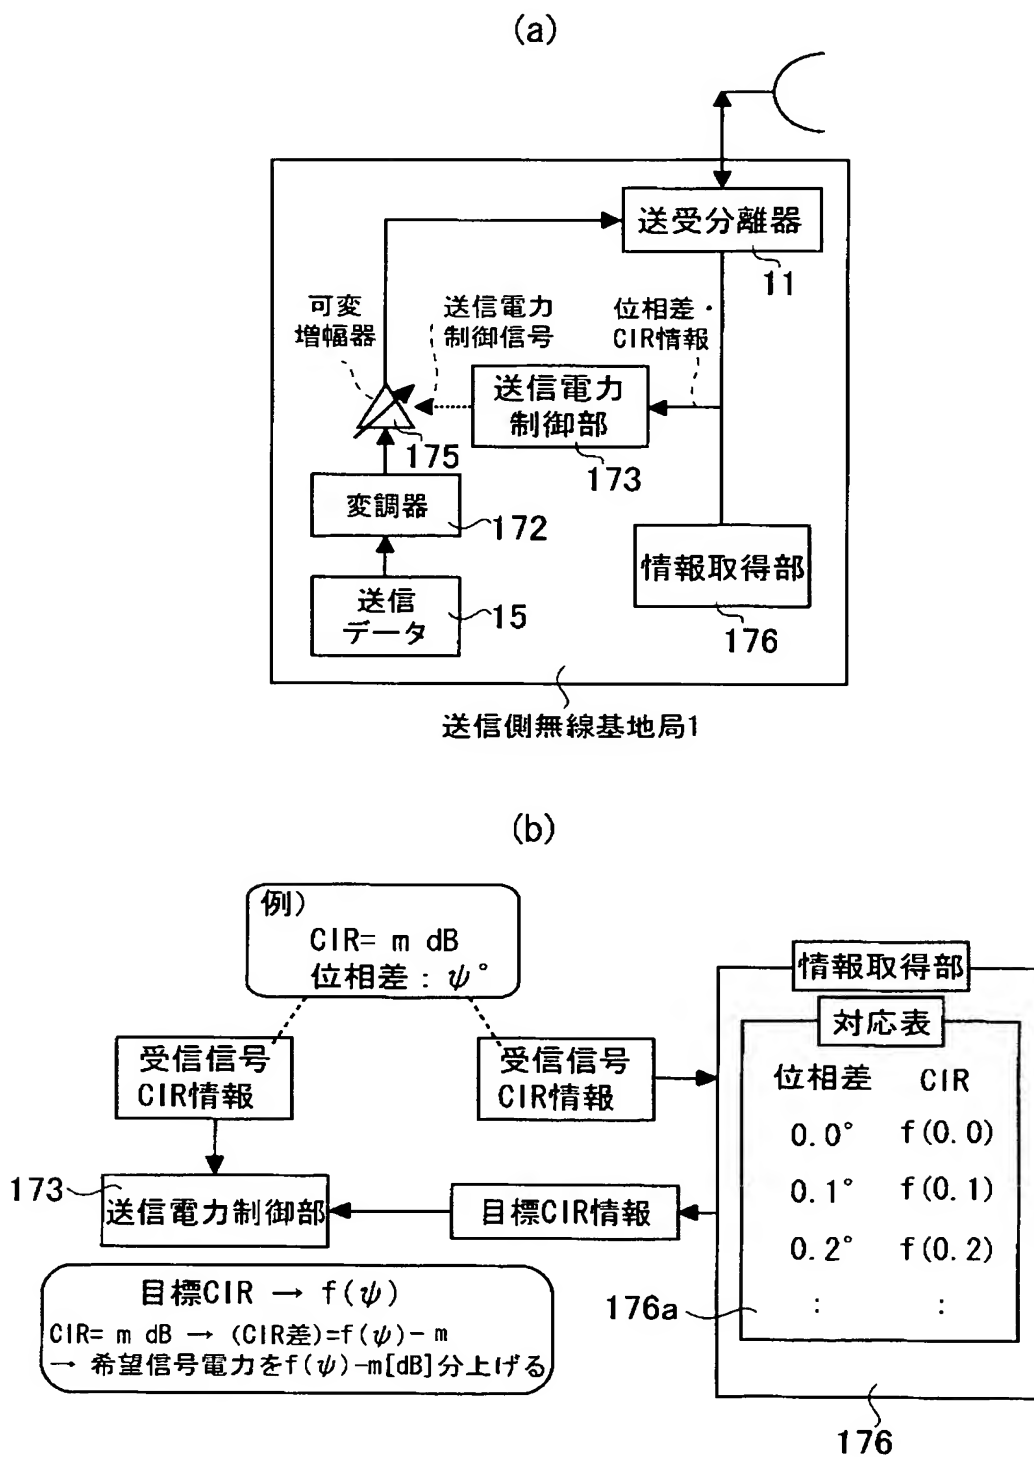 (a)
送受分離器
11
可変
増幅器
送信電力
制御信号
位相差・
CIR情報
送信電力
制御部
175
173
変調器
172
情報取得部
送信
データ
15
176
送信側無線基地局1
(b)
例)
CIR= m dB
位相差 : ψ°
情報取得部
対応表
受信信号
CIR情報
受信信号
CIR情報
位相差 CIR
0.0° f(0.0)
0.1° f(0.1)
0.2° f(0.2)
: :
173
送信電力制御部
目標CIR情報
176a
目標CIR → f(ψ)
CIR= m dB → (CIR差)=f(ψ)− m
→ 希望信号電力をf(ψ)−m[dB]分上げる
176